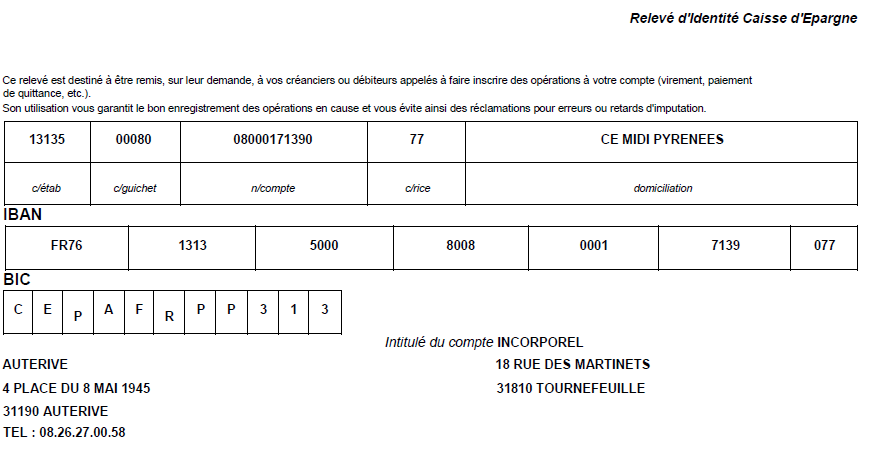 Relevé d'Identité Caisse d'Epargne
Ce relevé est destiné à être remis, sur leur demande, à vos créanciers ou débiteurs appelés à faire inscrire des opérations à votre compte (virement, paiement
de quittance, etc.).
Son utilisation vous garantit le bon enregistrement des opérations en cause et vous évite ainsi des réclamations pour erreurs ou retards d'imputation.
13135 00080 08000171390 77 CE MIDI PYRENEES
c/étab c/guichet n/compte c/rice domiciliation
IBAN
FR76 1313 5000 8008 0001 7139 077
BIC
C E P A F R P P 3 1 3
Intitulé du compte INCORPOREL
AUTERIVE 18 RUE DES MARTINETS
4 PLACE DU 8 MAI 1945 31810 TOURNEFEUILLE
31190 AUTERIVE
TEL : 08.26.27.00.58